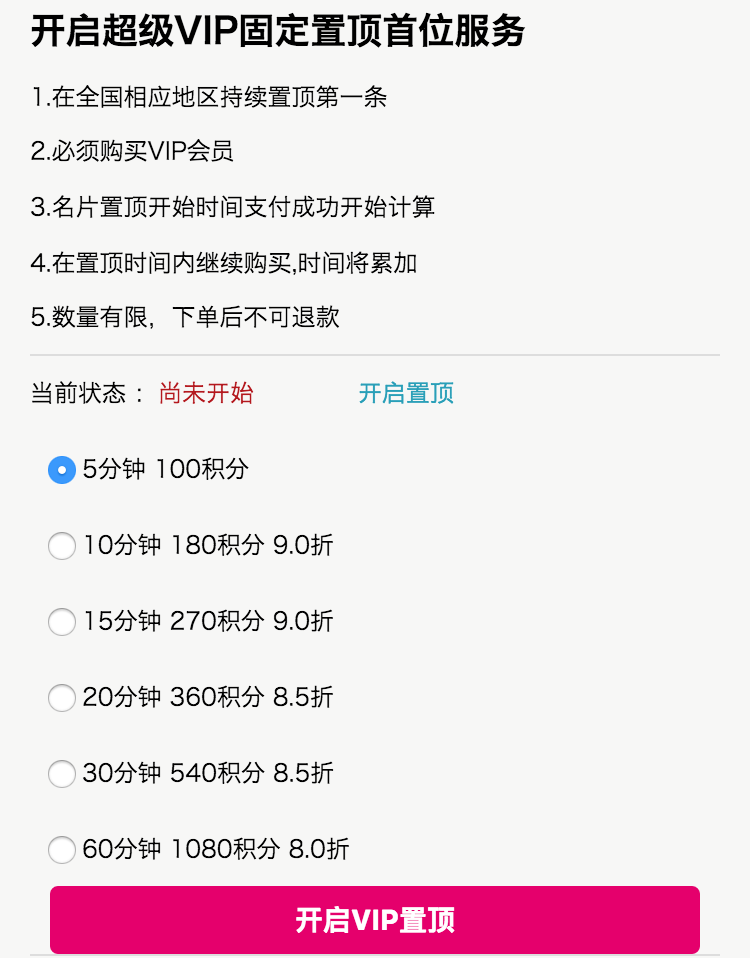 开启超级VIP固定置顶首位服务
1.在全国相应地区持续置顶第一条
2.必须购买VIP会员
3.名片置顶开始时间支付成功开始计算
4.在置顶时间内继续购买,时间将累加
5.数量有限，下单后不可退款
当前状态： 尚未开始 开启置顶
5分钟 100积分
10分钟 180积分 9.0折
15分钟 270积分 9.0折
20分钟 360积分 8.5折
30分钟 540积分 8.5折
60分钟 1080积分 8.0折
开启VIP置顶